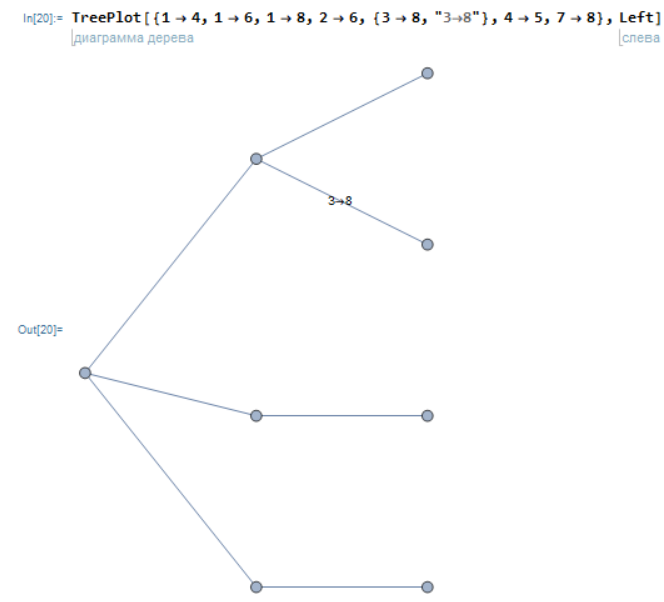 In[20]:= TreePlot[{1 → 4, 1 → 6, 1 → 8, 2 → 6, {3 → 8, "3→8"}, 4 → 5, 7 → 8}, Left]
диаграмма дерева слева
3→8
Out[20]=